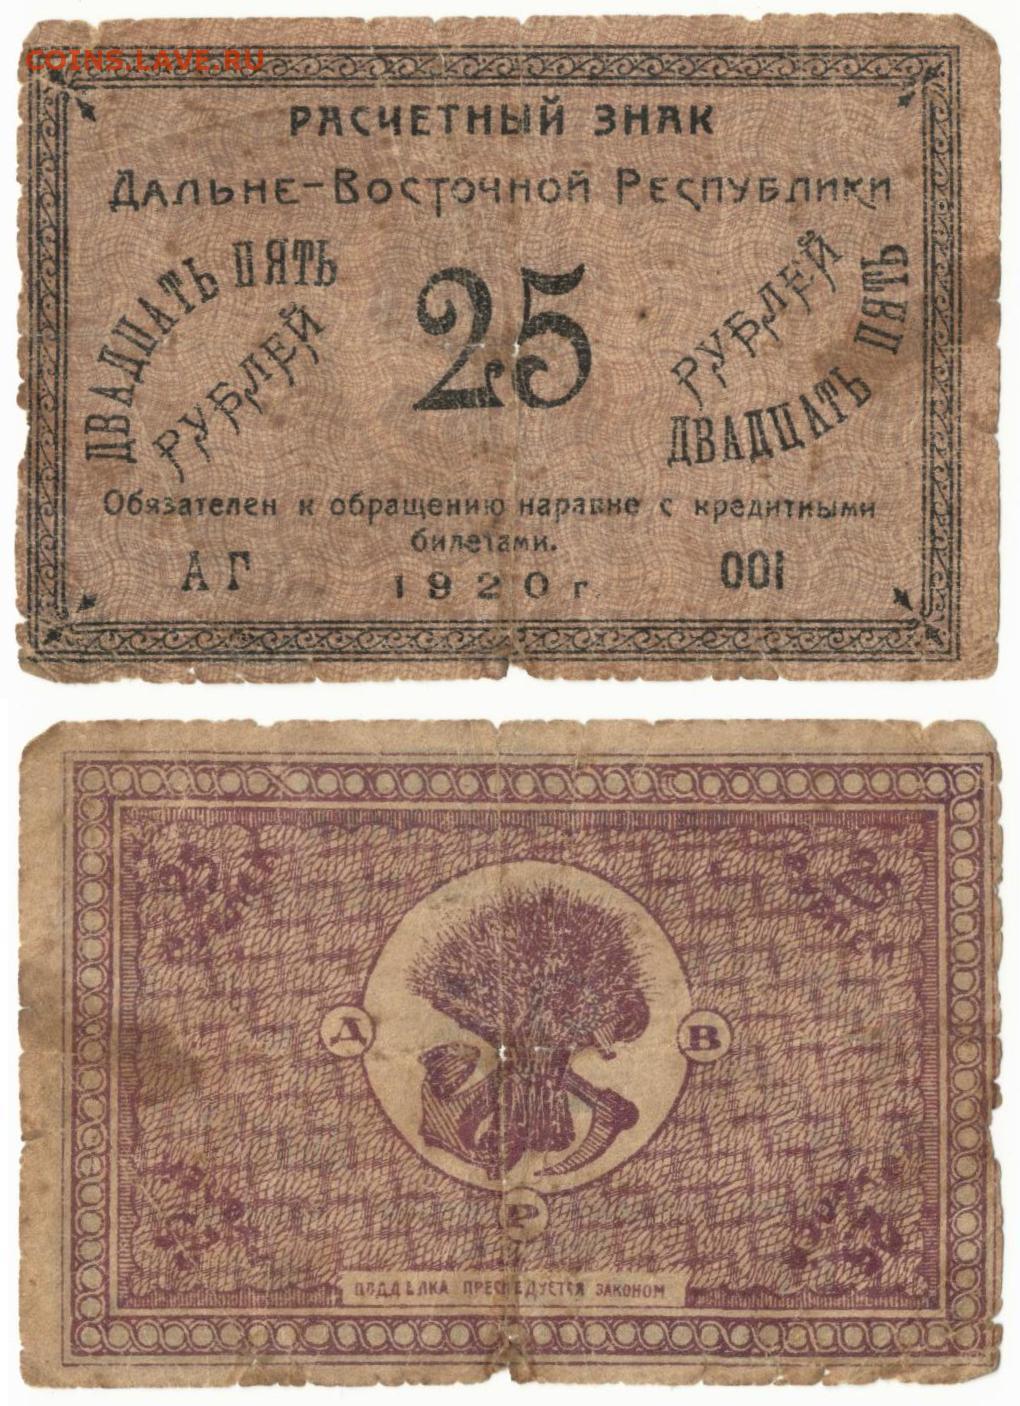 COINS.LAVE.RU
РАСЧЕТНЫЙ ЗНАК
ДАЛЬНЕ-ВОСТОЧНОЙ РЕСПУБЛИКИ
ДВАДЦАТЬ ПЯТЬ
РУБЛЕЙ
25
РУБЛЕЙ
ДВАДЦАТЬ ПЯТЬ
Обязателен к обращению наравне с кредитными
билетами.
АГ
001
1920 г.
25
Д
В
Р
ПОДДЕЛКА ПРЕСЛЕДУЕТСЯ ЗАКОНОМ